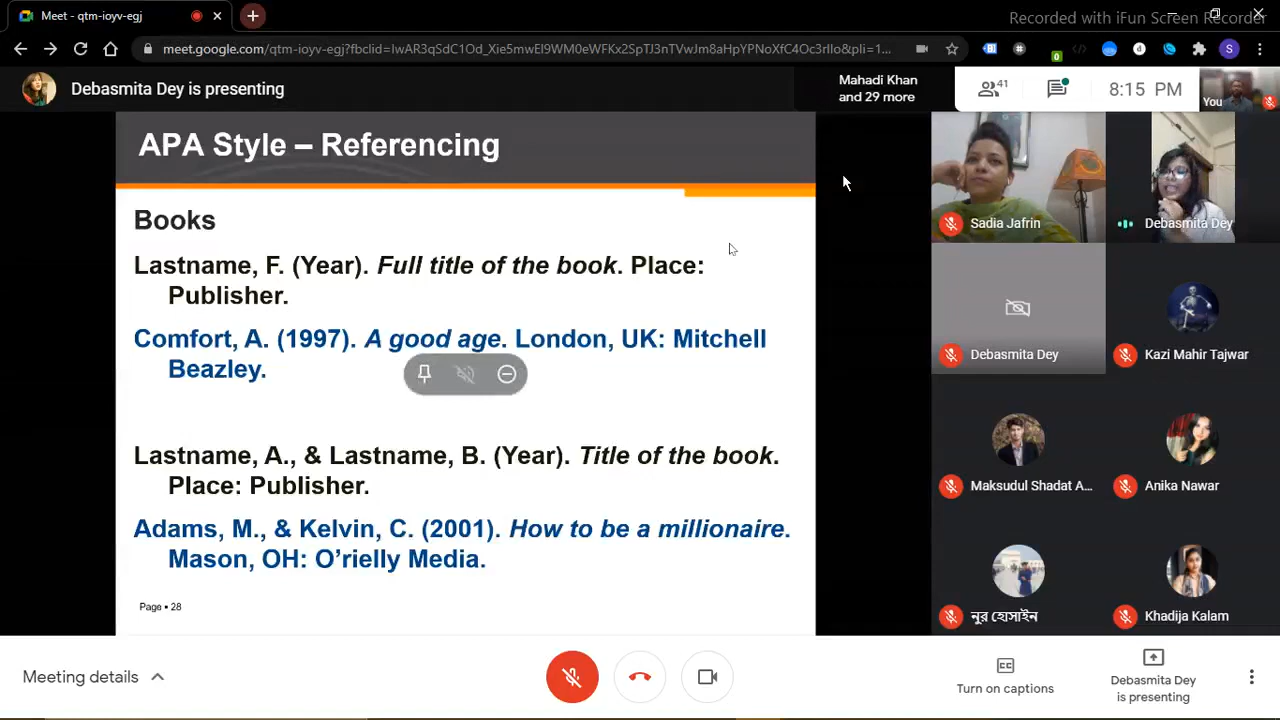 Meet - qtm-ioyv-egj
Recorded with iFun Screen Recorder
meet.google.com/qtm-ioyv-egj?fbclid=IwAR3qSdC1Od_Xie5mwEI9WM0eWFKx2SpTJ3nTVwJm8aHpYPNoXfC4Oc3rIIo&pli=1...
S
0
Debasmita Dey is presenting
Mahadi Khan
and 29 more
41
8:15 PM
You
APA Style – Referencing
Books
Lastname, F. (Year). Full title of the book. Place:
Publisher.
Comfort, A. (1997). A good age. London, UK: Mitchell
Beazley.
Lastname, A., & Lastname, B. (Year). Title of the book.
Place: Publisher.
Adams, M., & Kelvin, C. (2001). How to be a millionaire.
Mason, OH: O’rielly Media.
Page ▪ 28
Sadia Jafrin
Debasmita Dey
Debasmita Dey
Kazi Mahir Tajwar
Maksudul Shadat A...
Anika Nawar
নুর হোসাইন
Khadija Kalam
Meeting details
CC
Turn on captions
Debasmita Dey
is presenting